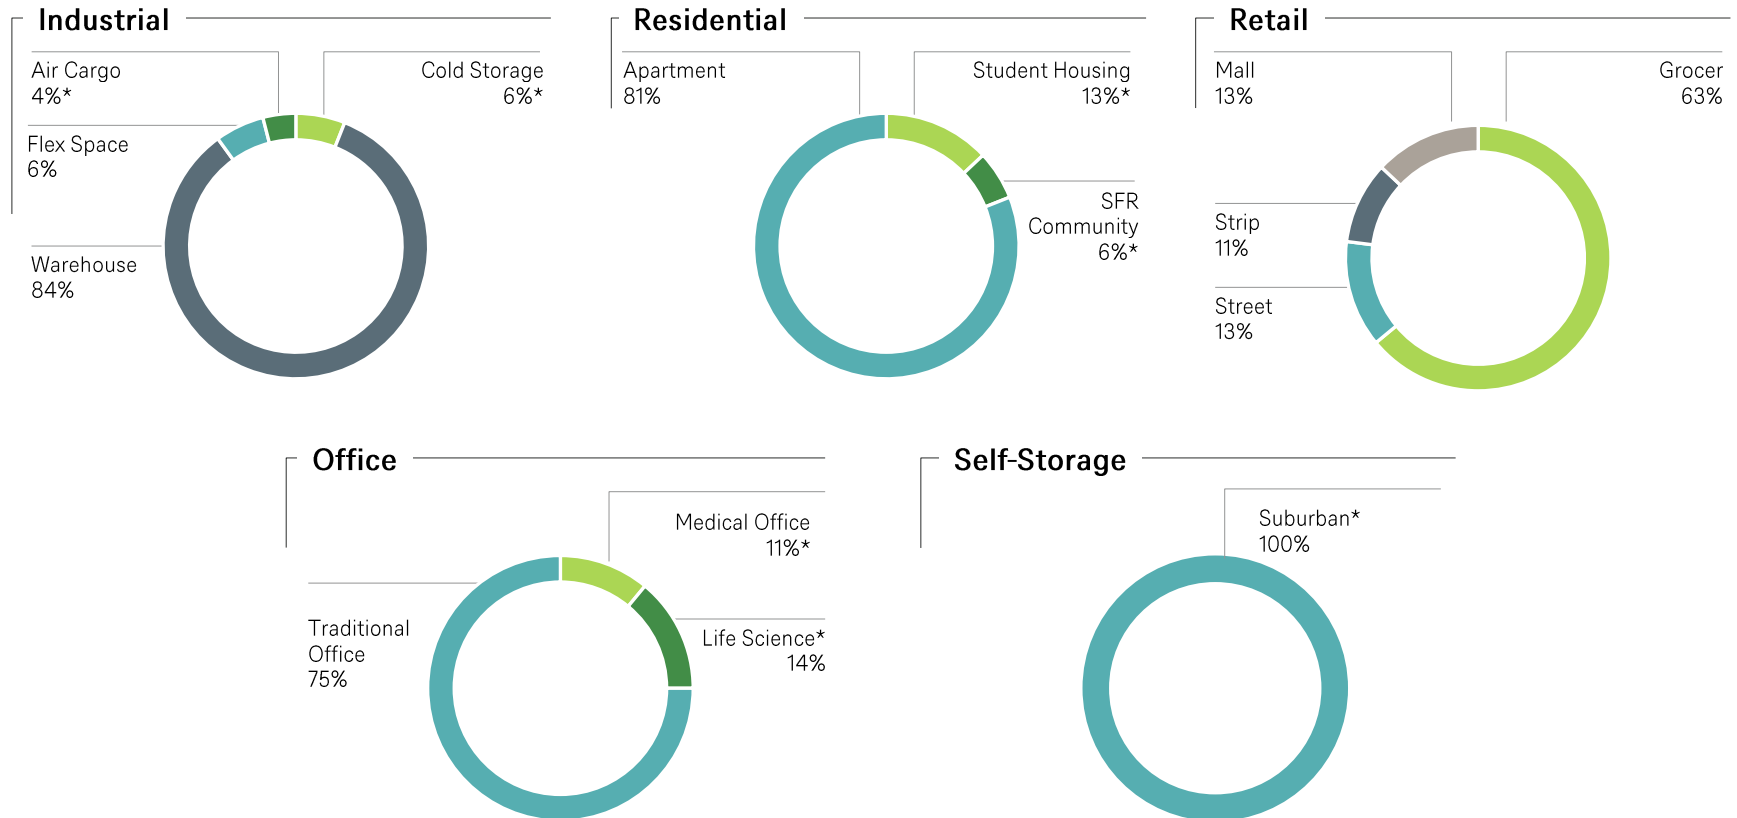 Industrial
Air Cargo
4%*
Cold Storage
6%*
Flex Space
6%
Warehouse
84%
Residential
Apartment
81%
Student Housing
13%*
SFR
Community
6%*
Retail
Mall
13%
Grocer
63%
Strip
11%
Street
13%
Office
Medical Office
11%*
Traditional
Office
75%
Life Science*
14%
Self-Storage
Suburban*
100%